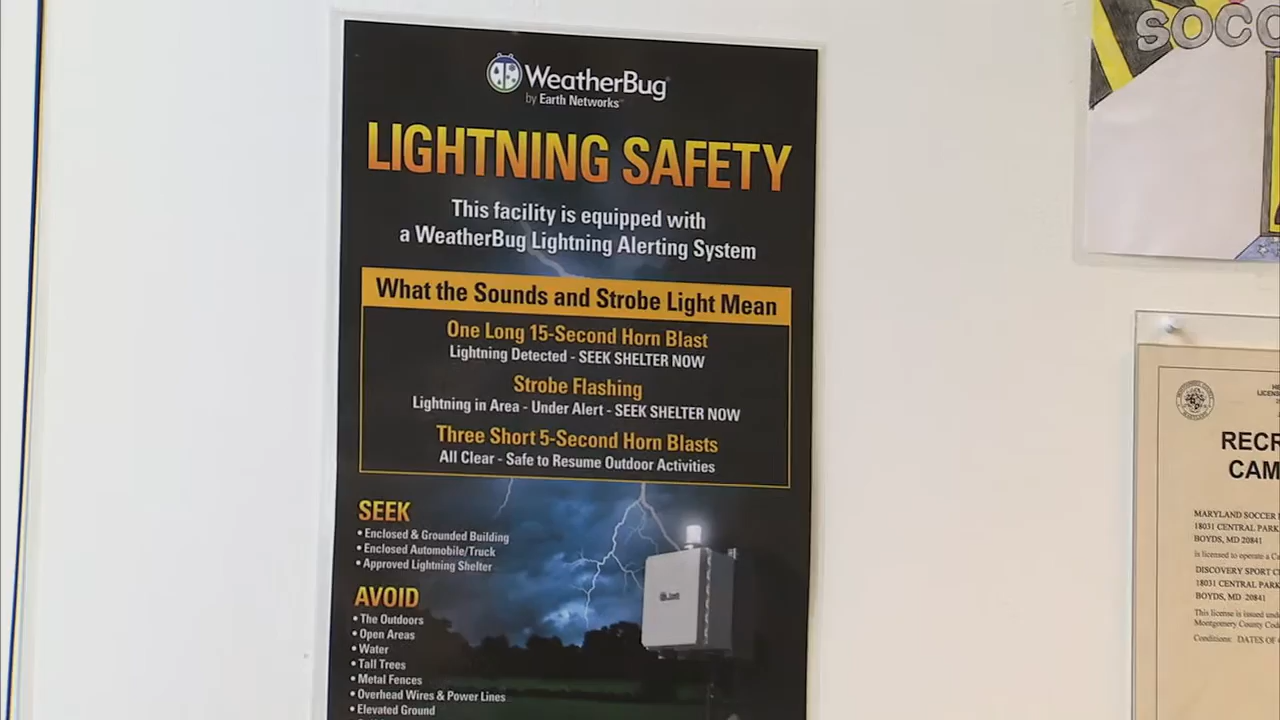 WeatherBug
by Earth Networks
LIGHTNING SAFETY
This facility is equipped with
a WeatherBug Lightning Alerting System
What the Sounds and Strobe Light Mean
One Long 15-Second Horn Blast
Lightning Detected - SEEK SHELTER NOW
Strobe Flashing
Lightning in Area - Under Alert - SEEK SHELTER NOW
Three Short 5-Second Horn Blasts
All Clear - Safe to Resume Outdoor Activities
SEEK
• Enclosed & Grounded Building
• Enclosed Automobile/Truck
• Approved Lightning Shelter
AVOID
• The Outdoors
• Open Areas
• Water
• Tall Trees
• Metal Fences
• Overhead Wires & Power Lines
• Elevated Ground
SOCC
RECR
CAM
MARYLAND SOCCER
18031 CENTRAL PARK
BOYDS, MD 20841
is licensed to operate a
DISCOVERY SPORT
18031 CENTRAL PARK
BOYDS, MD 20841
This license is issued
Montgomery County
Conditions: DATES OF